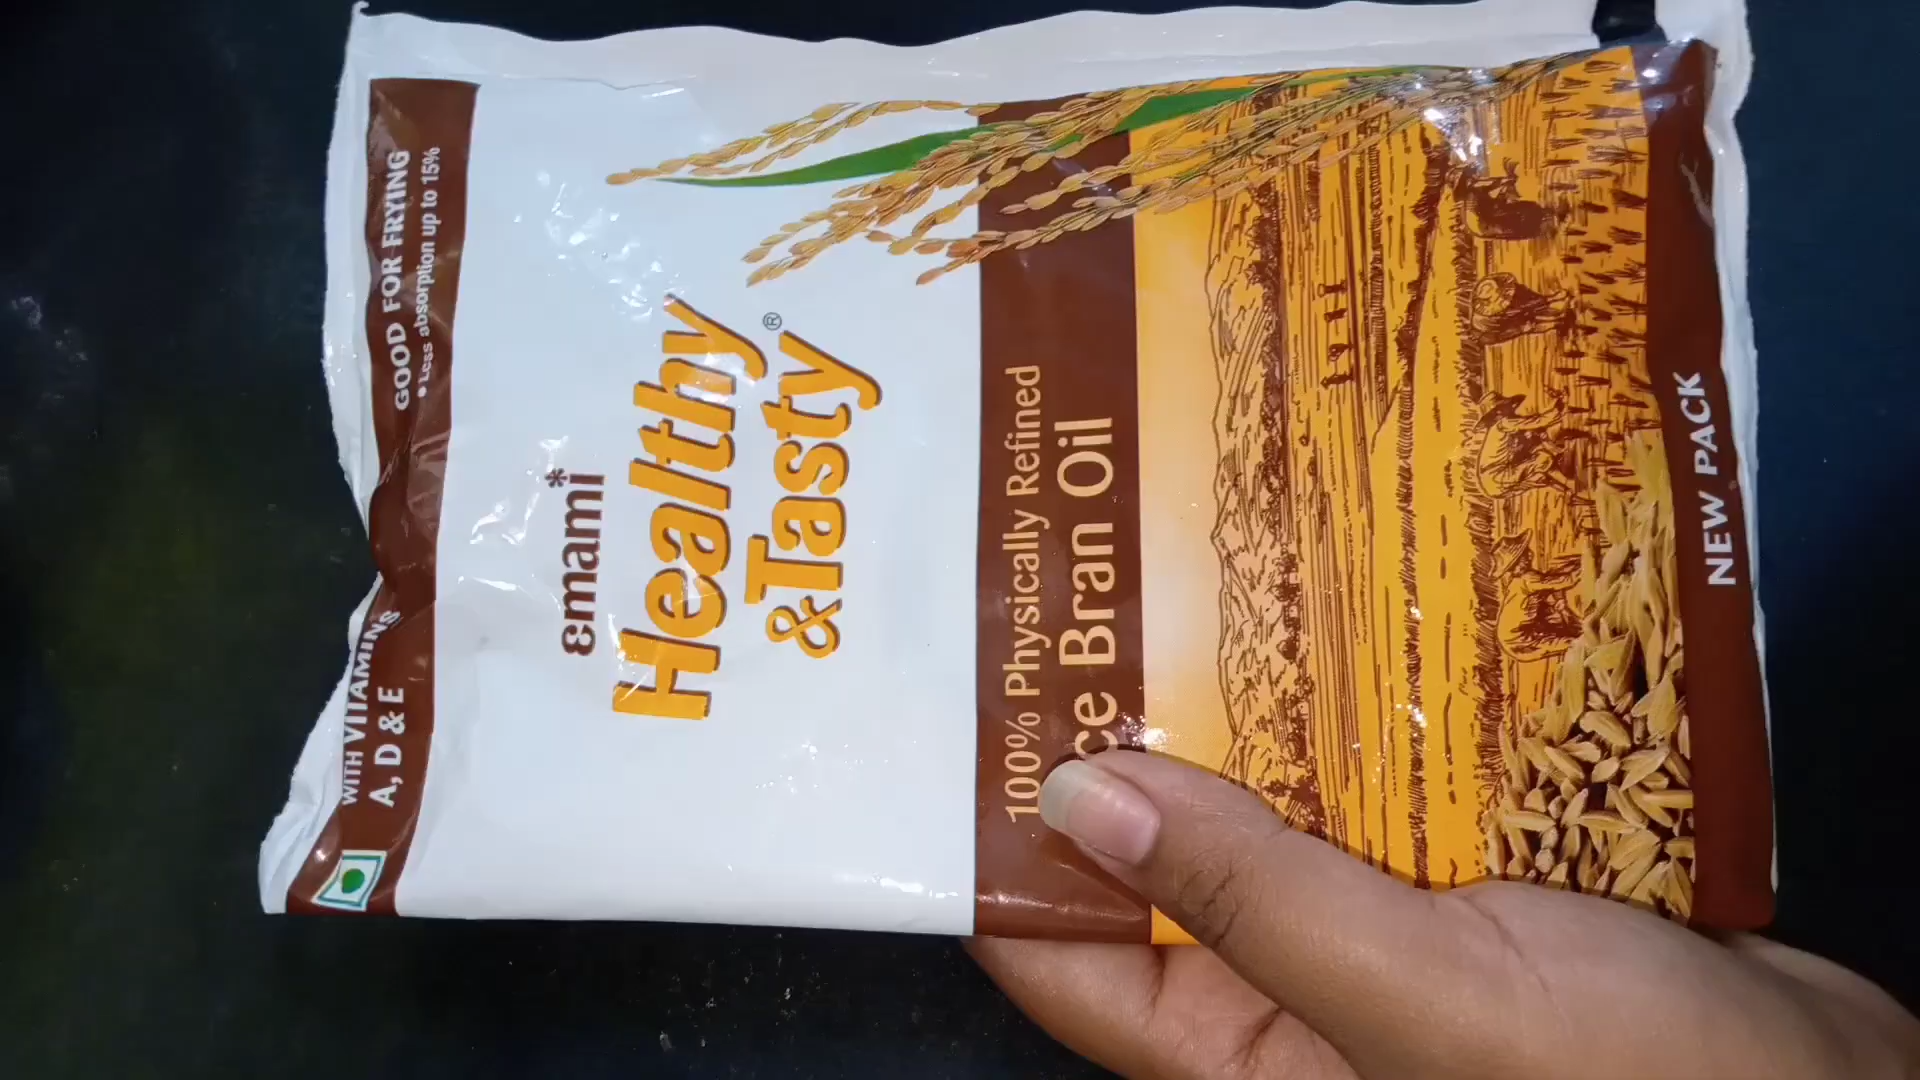 WITH VITAMINS
A, D & E
GOOD FOR FRYING
• Less absorption up to 15%
emami*
Healthy
&Tasty®
100% Physically Refined
ce Bran Oil
NEW PACK